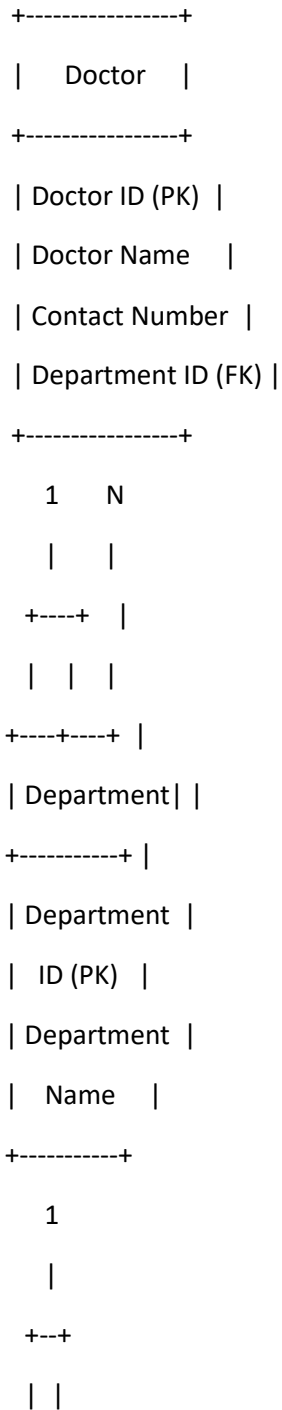 +-----------------+
|     Doctor    |
+-----------------+
| Doctor ID (PK)  |
| Doctor Name     |
| Contact Number  |
| Department ID (FK) |
+-----------------+
1      N
|      |
+----+   |
|   |   |
+----+----+  |
| Department|  |
+-----------+  |
| Department  |
|   ID (PK)   |
| Department  |
|    Name     |
+-----------+
1
|
+--+
|  |